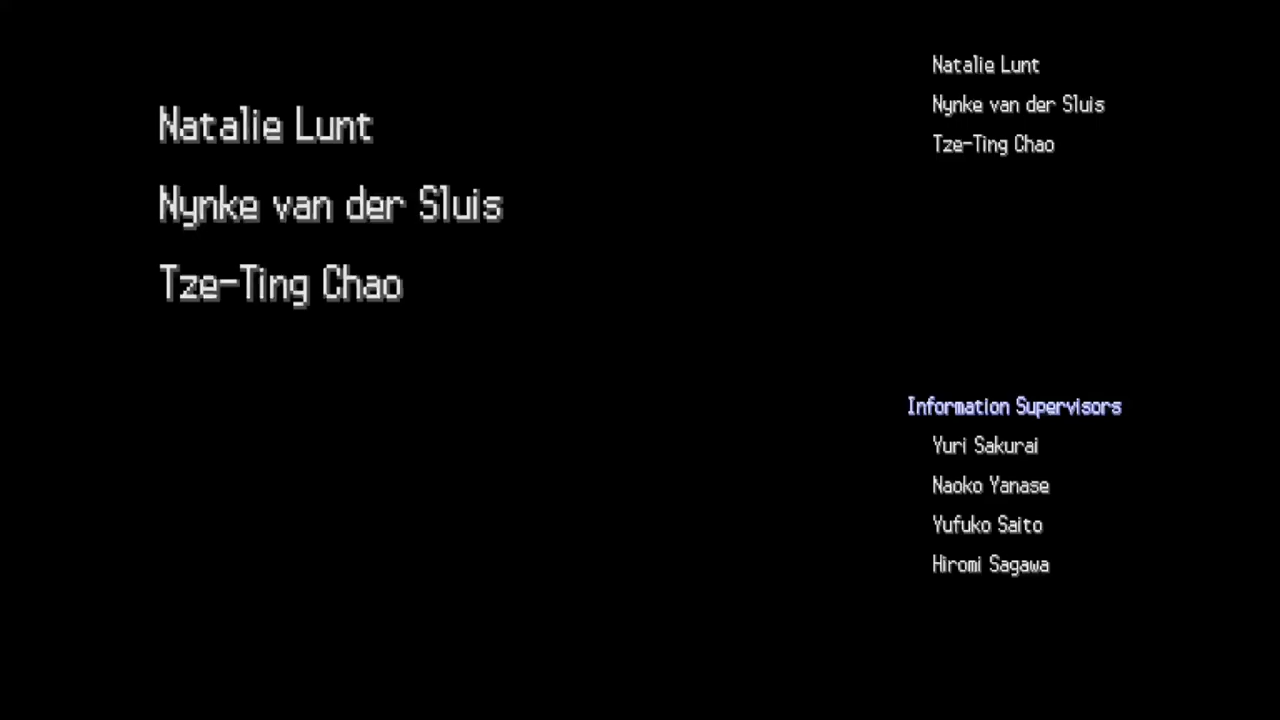 Natalie Lunt
Nynke van der Sluis
Tze-Ting Chao
Natalie Lunt
Nynke van der Sluis
Tze-Ting Chao
Information Supervisors
Yuri Sakurai
Naoko Yanase
Yufuko Saito
Hiromi Sagawa